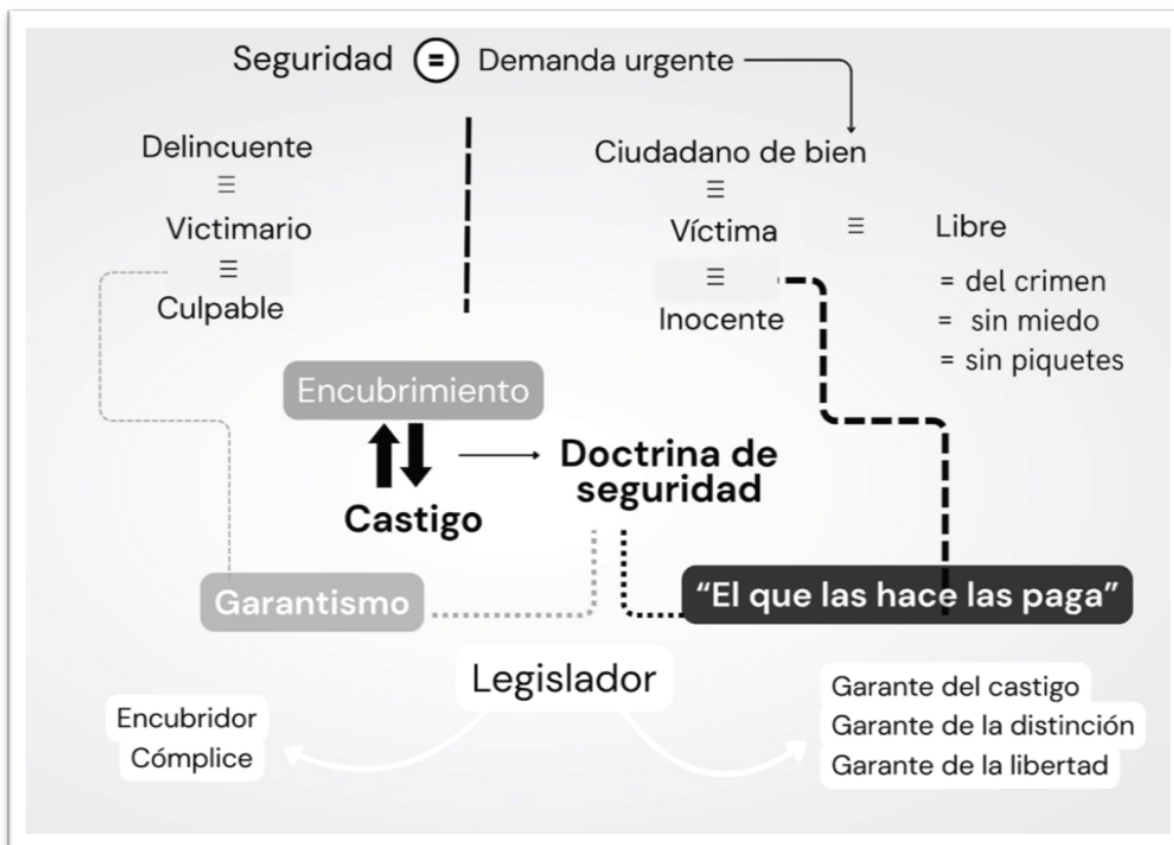 Seguridad = Demanda urgente
Delincuente
≡
Victimario
≡
Culpable
Ciudadano de bien
≡
Víctima ≡ Libre
≡
Inocente
= del crimen
= sin miedo
= sin piquetes
Encubrimiento
Castigo
Doctrina de
seguridad
Garantismo
“El que las hace las paga”
Legislador
Encubridor
Cómplice
Garante del castigo
Garante de la distinción
Garante de la libertad